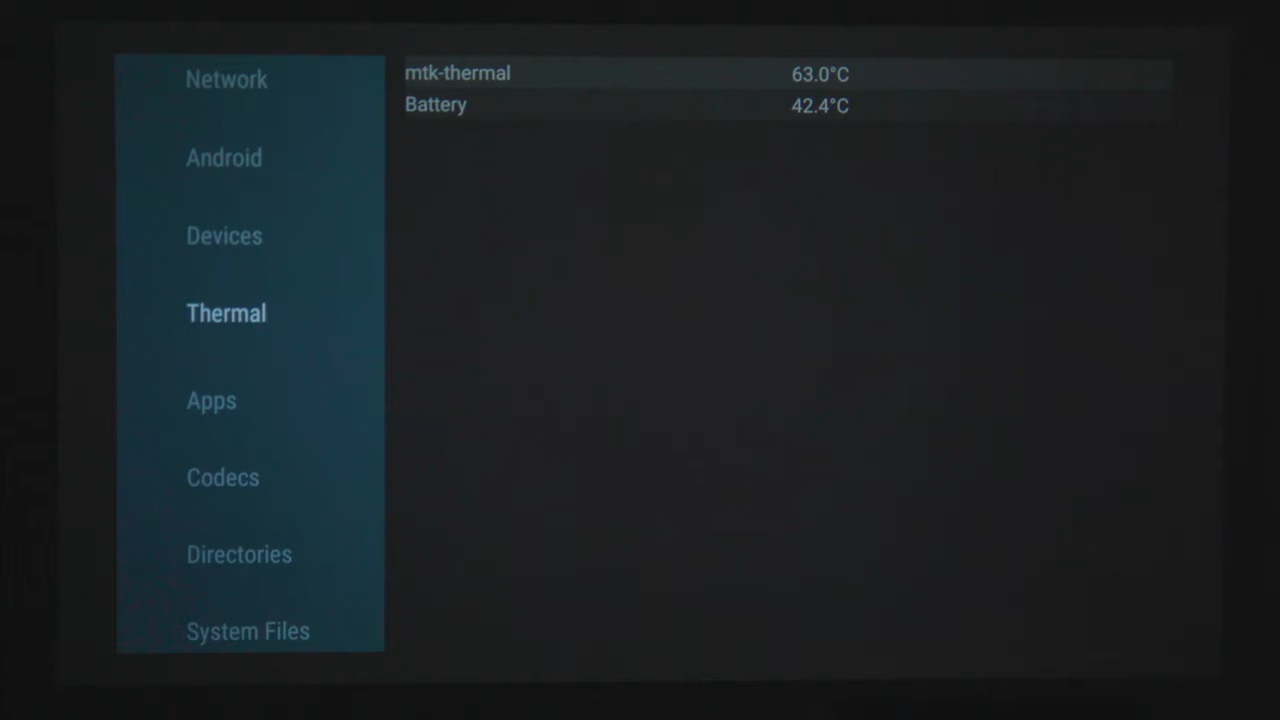 Network
Android
Devices
Thermal
Apps
Codecs
Directories
System Files
mtk-thermal 63.0°C
Battery 42.4°C